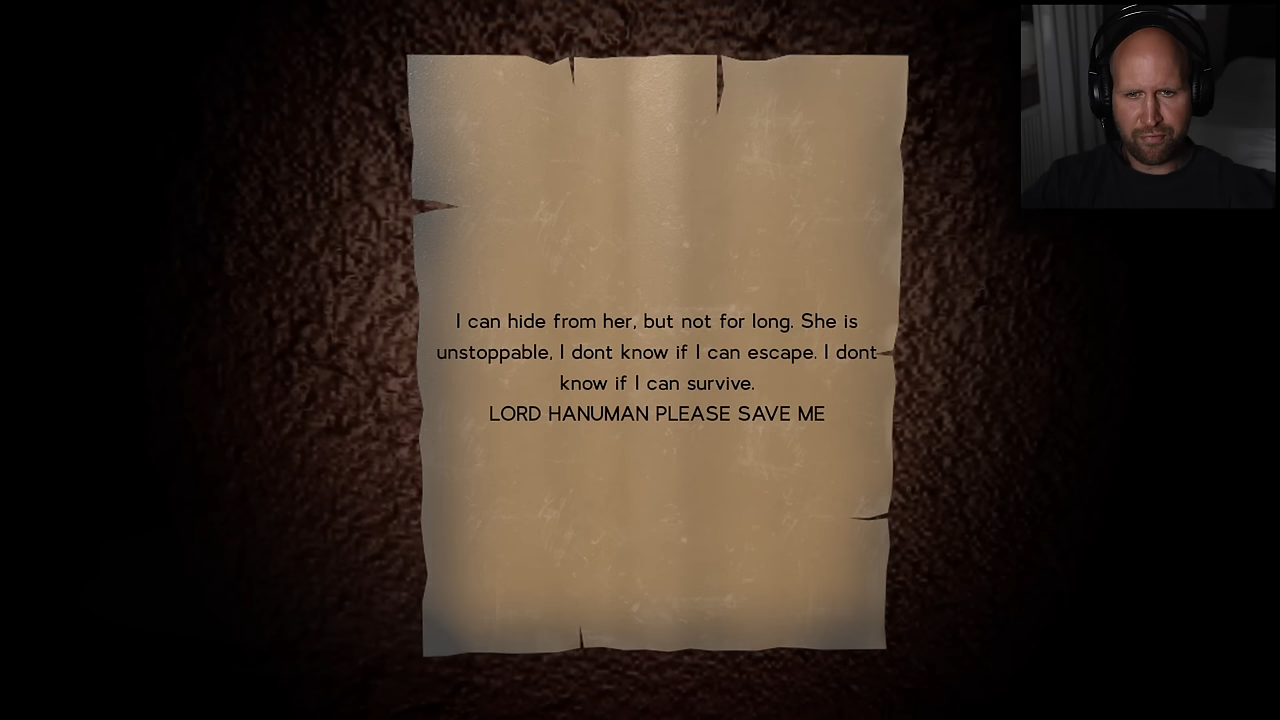 I can hide from her, but not for long. She is
unstoppable, I dont know if I can escape. I dont
know if I can survive.
LORD HANUMAN PLEASE SAVE ME